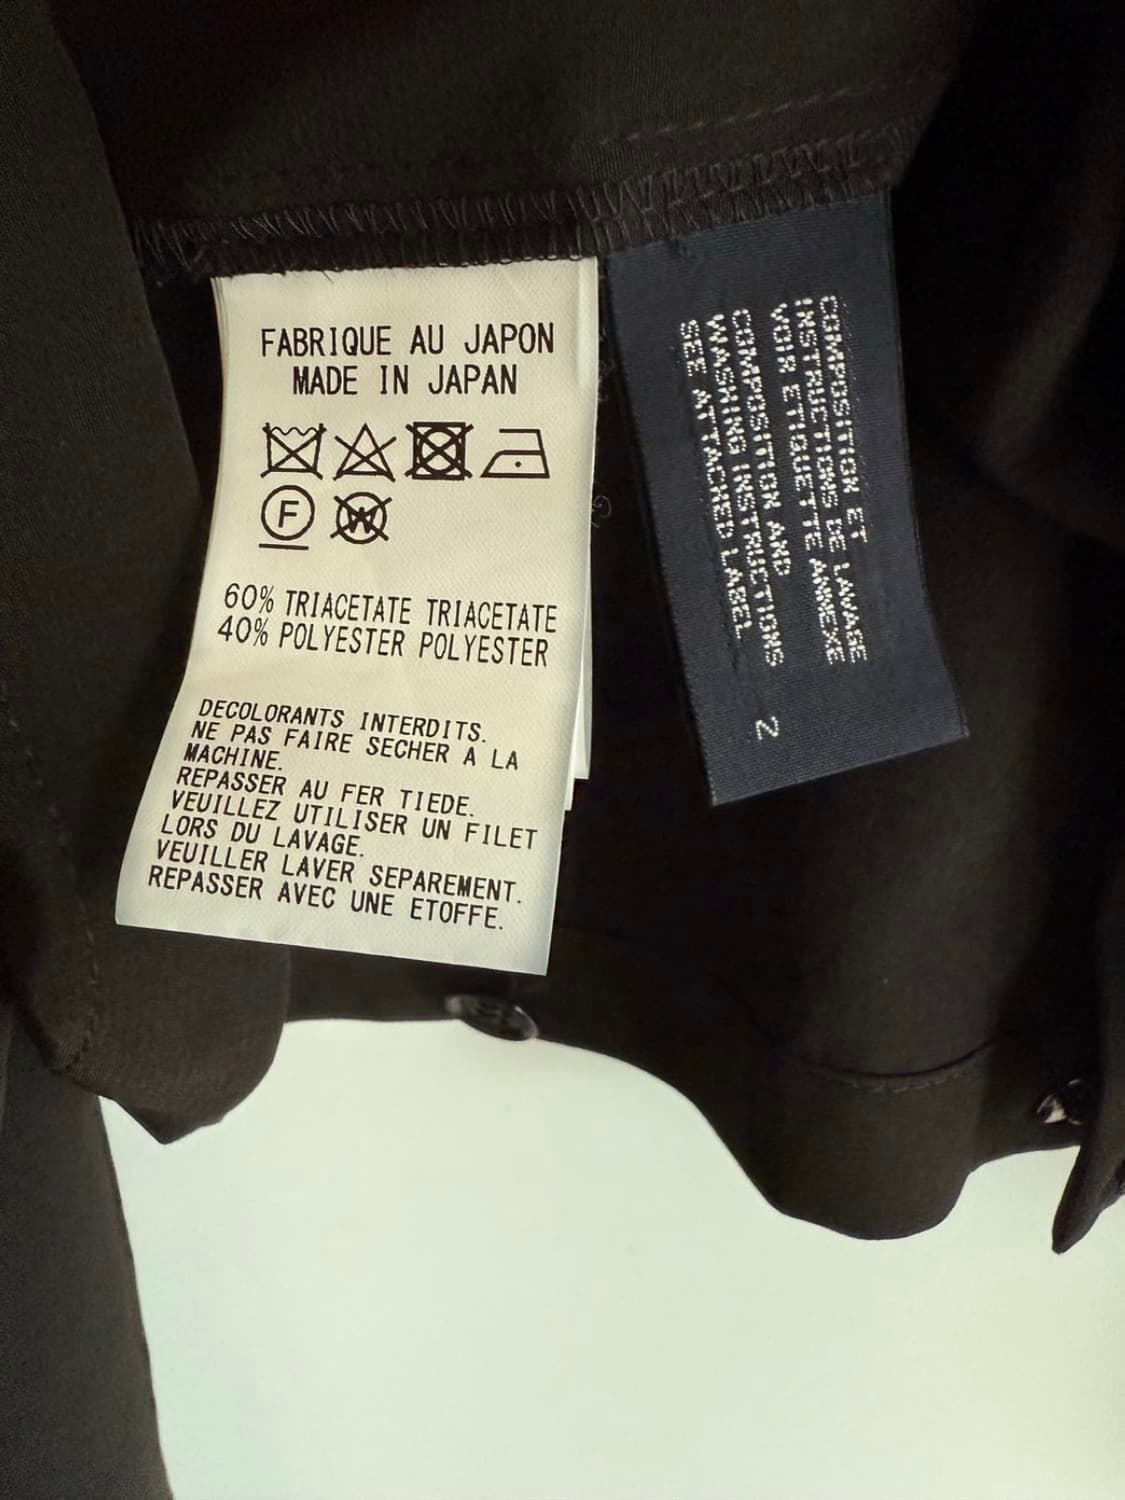 FABRIQUE AU JAPON
MADE IN JAPAN
F
W
60% TRIACETATE TRIACETATE
40% POLYESTER POLYESTER
DECOLORANTS INTERDITS.
NE PAS FAIRE SECHER A LA
MACHINE.
REPASSER AU FER TIEDE.
VEUILLEZ UTILISER UN FILET
LORS DU LAVAGE.
VEUILLER LAVER SEPAREMENT.
REPASSER AVEC UNE ETOFFE.
COMPOSITION ET
INSTRUCTIONS DE LAVAGE
VOIR ETIQUETTE ANNEXE
COMPOSITION AND
WASHING INSTRUCTIONS
SEE ATTACHED LABEL
2